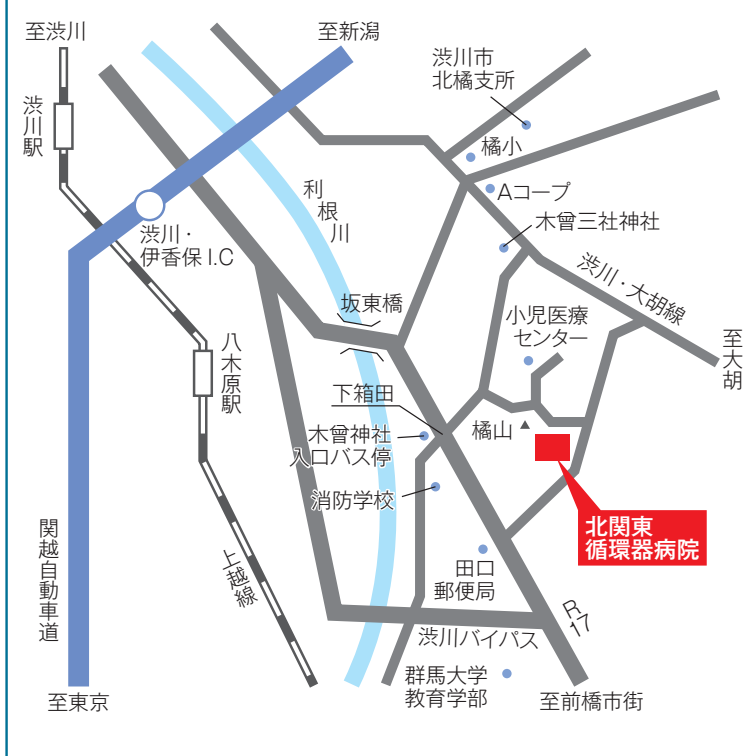 至渋川
至新潟
渋川市
北橘支所
渋川駅
橘小
Aコープ
利根川
木曾三社神社
渋川・
伊香保 I.C
渋川・大胡線
坂東橋
小児医療
センター
至大胡
八木原駅
下箱田
木曾神社
入口バス停
橘山
消防学校
北関東
循環器病院
関越自動車道
上越線
田口
郵便局
R17
渋川バイパス
群馬大学
教育学部
至東京
至前橋市街